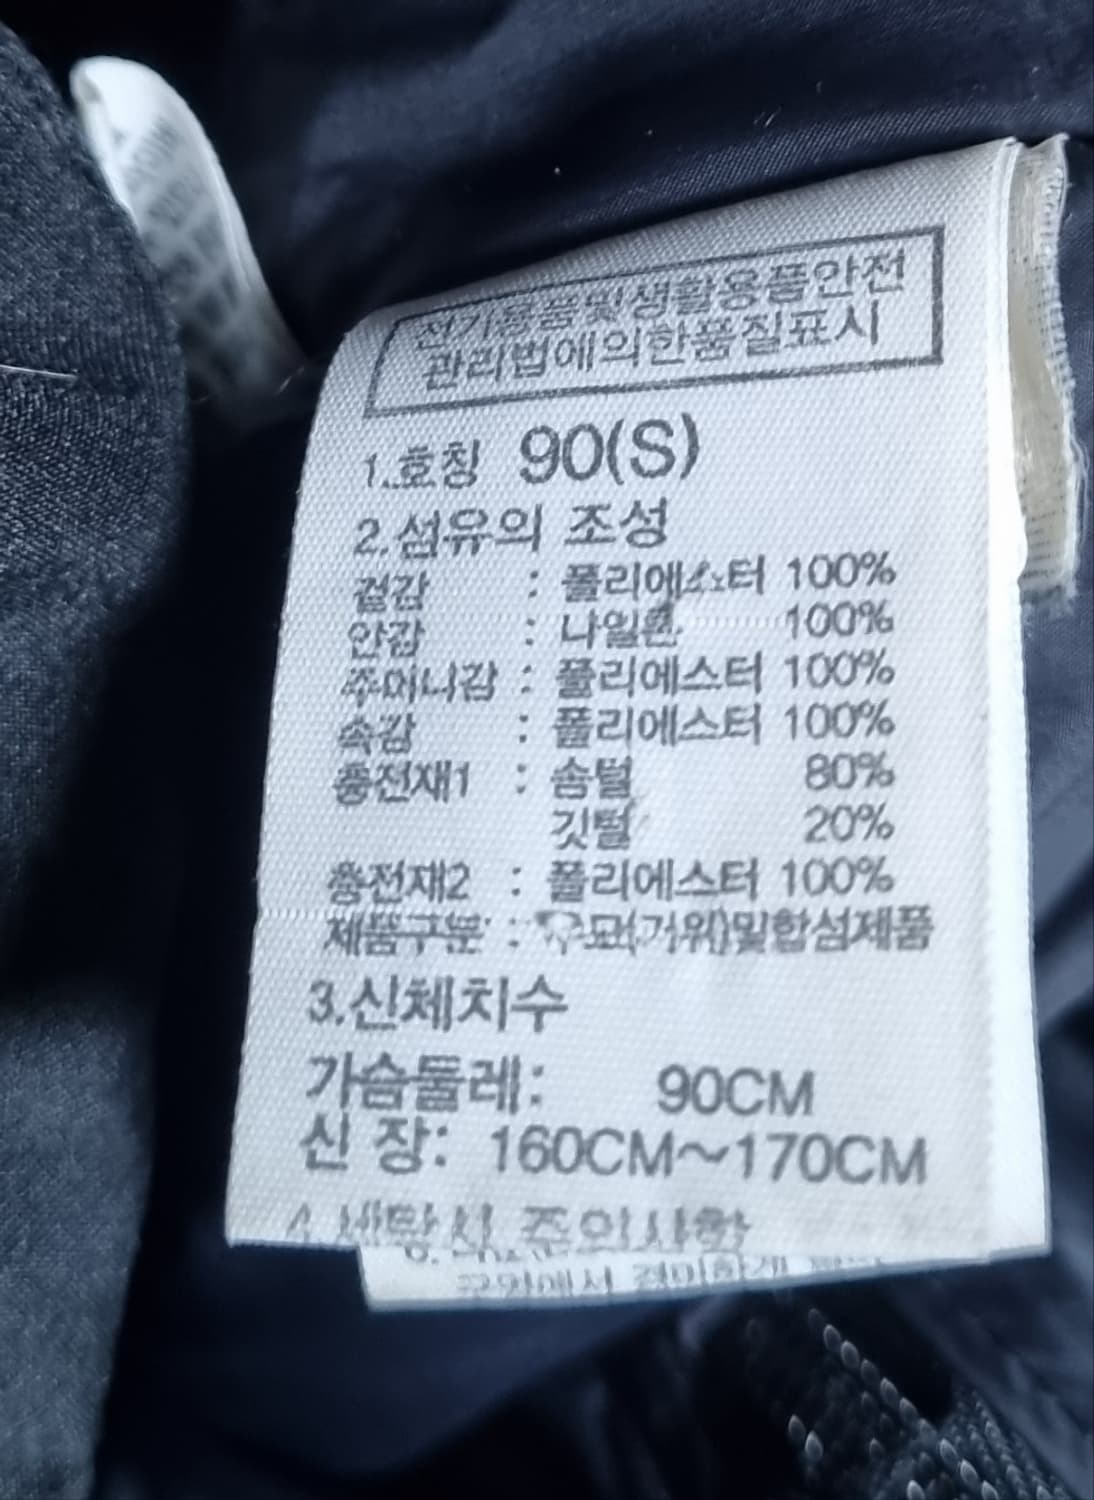 전기용품및생활용품안전
관리법에의한품질표시
1.호칭 90(S)
2.섬유의 조성
겉감 : 폴리에스터 100%
안감 : 나일론 100%
주머니감 : 폴리에스터 100%
속감 : 폴리에스터 100%
충전재1 : 솜털 80%
깃털 20%
충전재2 : 폴리에스터 100%
제품구분 : 우모(거위)및합섬제품
3.신체치수
가슴둘레: 90CM
신 장: 160CM~170CM
4.세탁시 주의사항